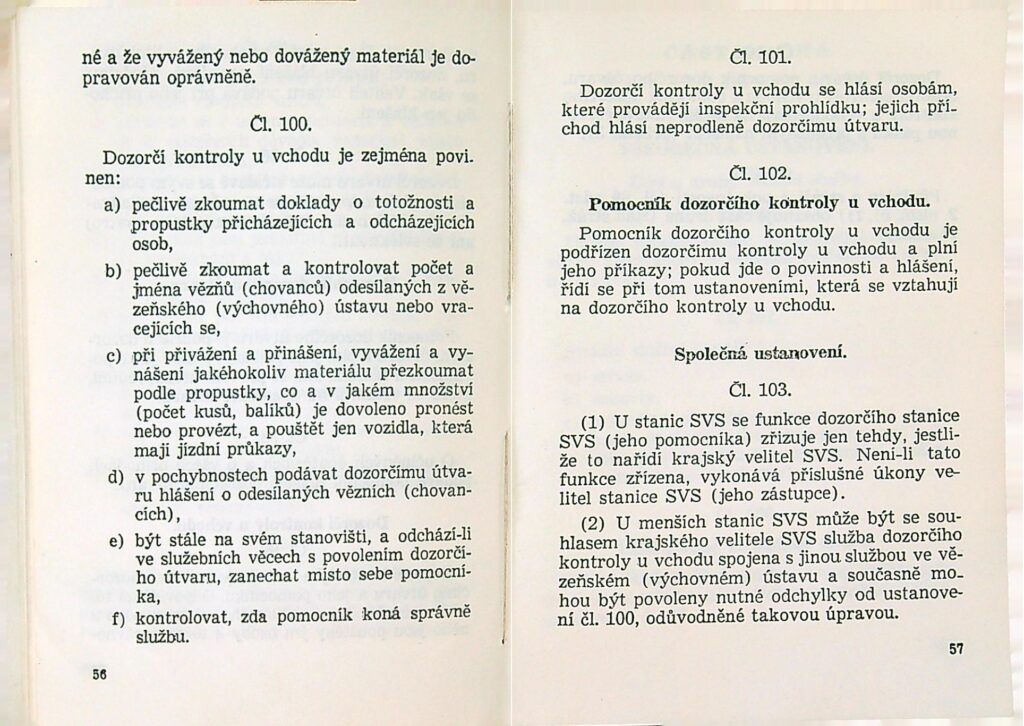 né a že vyvážený nebo dovážený materiál je do-
pravován oprávněně.
Čl. 100.
Dozorčí kontroly u vchodu je zejména povi.
nen:
a) pečlivě zkoumat doklady o totožnosti a
propustky přicházejících a odcházejících
osob,
b) pečlivě zkoumat a kontrolovat počet a
jména vězňů (chovanců) odesílaných z vě-
zeňského (výchovného) ústavu nebo vra-
cejících se,
c) při přivážení a přinášení, vyvážení a vy-
nášení jakéhokoliv materiálu přezkoumat
podle propustky, co a v jakém množství
(počet kusů, balíků) je dovoleno pronést
nebo provézt, a pouštět jen vozidla, která
mají jízdní průkazy,
d) v pochybnostech podávat dozorčímu útva-
ru hlášení o odesílaných vězních (chovan-
cích),
e) být stále na svém stanovišti, a odchází-li
ve služebních věcech s povolením dozorčí-
ho útvaru, zanechat místo sebe pomocní-
ka,
f) kontrolovat, zda pomocník koná správně
službu.
56
Čl. 101.
Dozorčí kontroly u vchodu se hlásí osobám,
které provádějí inspekční prohlídku; jejich pří-
chod hlásí neprodleně dozorčímu útvaru.
Čl. 102.
Pomocník dozorčího kontroly u vchodu.
Pomocník dozorčího kontroly u vchodu je
podřízen dozorčímu kontroly u vchodu a plní
jeho příkazy; pokud jde o povinnosti a hlášení,
řídí se při tom ustanoveními, která se vztahují
na dozorčího kontroly u vchodu.
Společná ustanovení.
Čl. 103.
(1) U stanic SVS se funkce dozorčího stanice
SVS (jeho pomocníka) zřizuje jen tehdy, jestli-
že to nařídí krajský velitel SVS. Není-li tato
funkce zřízena, vykonává příslušné úkony ve-
litel stanice SVS (jeho zástupce).
(2) U menších stanic SVS může být se sou-
hlasem krajského velitele SVS služba dozorčího
kontroly u vchodu spojena s jinou službou ve vě-
zeňském (výchovném) ústavu a současně mo-
hou být povoleny nutné odchylky od ustanove-
ní čl. 100, odůvodněné takovou úpravou.
57